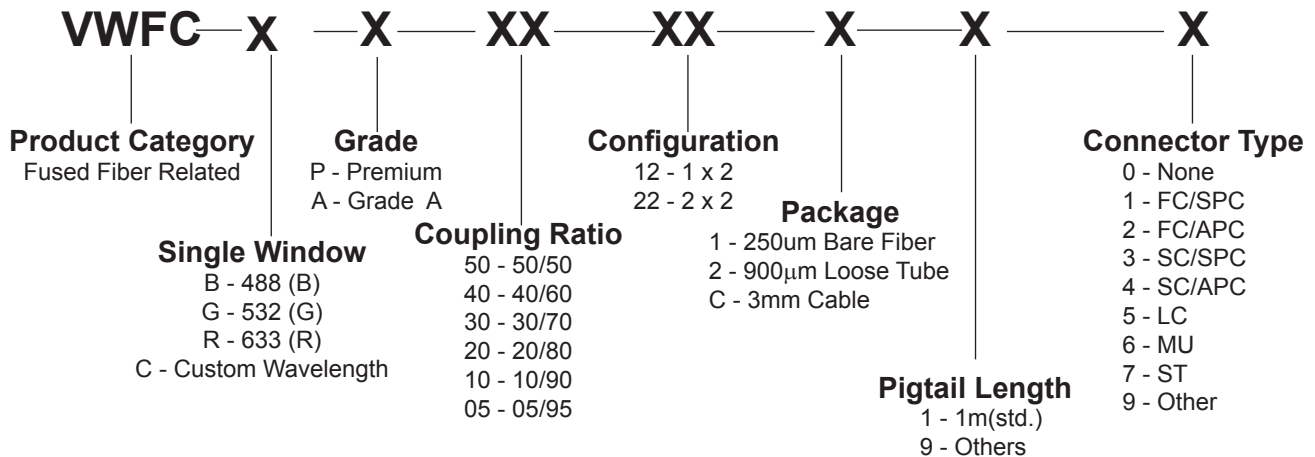 VWFC X X XX XX X X X
Product Category
Fused Fiber Related
Single Window
B - 488 (B)
G - 532 (G)
R - 633 (R)
C - Custom Wavelength
Grade
P - Premium
A - Grade A
Coupling Ratio
50 - 50/50
40 - 40/60
30 - 30/70
20 - 20/80
10 - 10/90
05 - 05/95
Configuration
12 - 1 x 2
22 - 2 x 2
Package
1 - 250um Bare Fiber
2 - 900μm Loose Tube
C - 3mm Cable
Pigtail Length
1 - 1m(std.)
9 - Others
Connector Type
0 - None
1 - FC/SPC
2 - FC/APC
3 - SC/SPC
4 - SC/APC
5 - LC
6 - MU
7 - ST
9 - Other